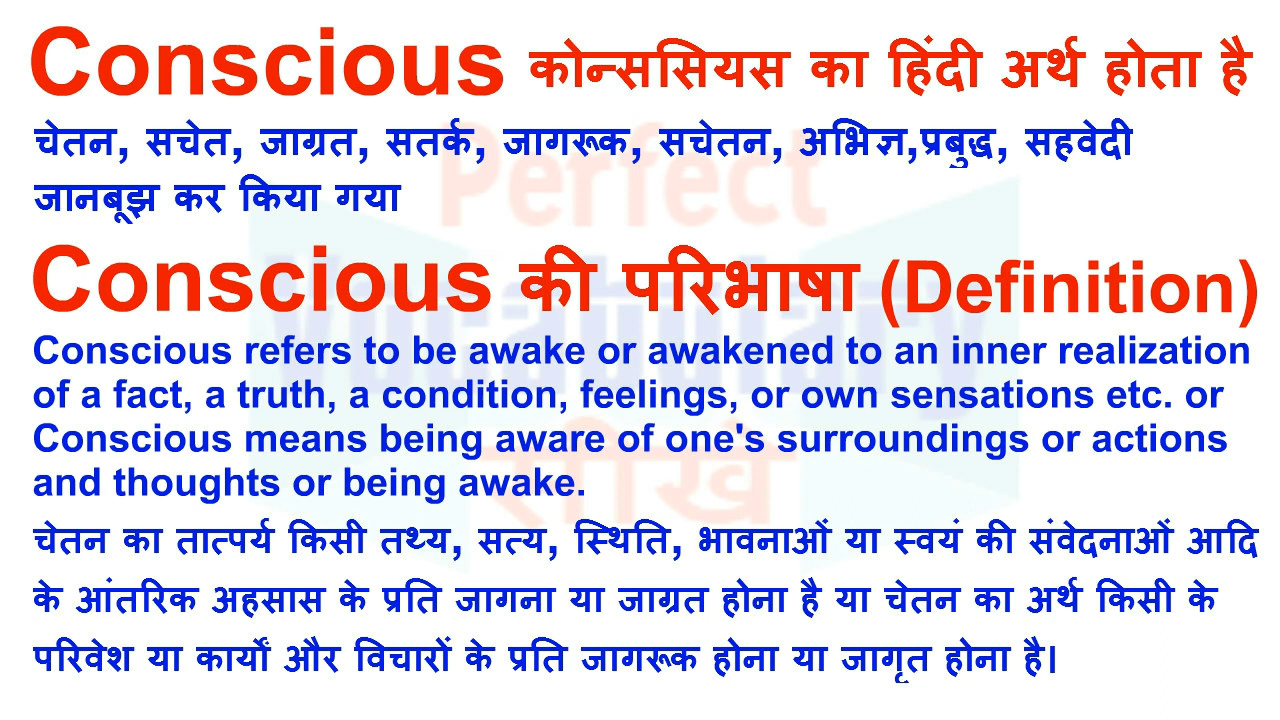 Conscious कोन्ससियस का हिंदी अर्थ होता है
चेतन, सचेत, जाग्रत, सतर्क, जागरूक, सचेतन, अभिज्ञ,प्रबुद्ध, सहवेदी
जानबूझ कर किया गया
Perfect
Conscious की परिभाषा (Definition)
Vocabulary
Conscious refers to be awake or awakened to an inner realization
of a fact, a truth, a condition, feelings, or own sensations etc. or
Conscious means being aware of one's surroundings or actions
and thoughts or being awake.
सीखे
चेतन का तात्पर्य किसी तथ्य, सत्य, स्थिति, भावनाओं या स्वयं की संवेदनाओं आदि
के आंतरिक अहसास के प्रति जागना या जाग्रत होना है या चेतन का अर्थ किसी के
परिवेश या कार्यों और विचारों के प्रति जागरूक होना या जागृत होना है।